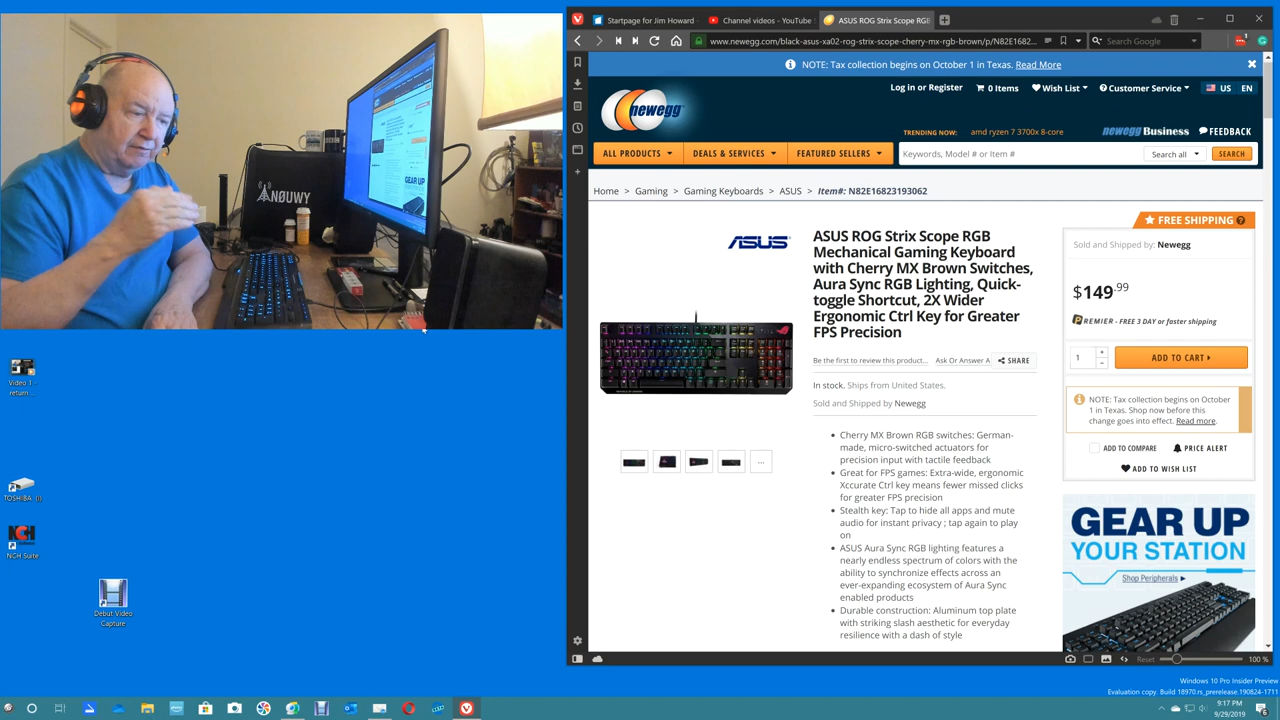 Startpage for Jim Howard
Channel videos - YouTube
ASUS ROG Strix Scope RGB
www.newegg.com/black-asus-xa02-rog-strix-scope-cherry-mx-rgb-brown/p/N82E1682...
Search Google
NOTE: Tax collection begins on October 1 in Texas. Read More
newegg
Log in or Register
0 Items
Wish List
Customer Service
US
EN
TRENDING NOW:
amd ryzen 7 3700x 8-core
newegg Business
FEEDBACK
ALL PRODUCTS
DEALS & SERVICES
FEATURED SELLERS
Keywords, Model # or Item #
Search all
SEARCH
Home > Gaming > Gaming Keyboards > ASUS > Item#: N82E16823193062
ASUS
ASUS ROG Strix Scope RGB
Mechanical Gaming Keyboard
with Cherry MX Brown Switches,
Aura Sync RGB Lighting, Quick-
toggle Shortcut, 2X Wider
Ergonomic Ctrl Key for Greater
FPS Precision
Be the first to review this product...
Ask Or Answer A
SHARE
In stock. Ships from United States.
Sold and Shipped by Newegg
• Cherry MX Brown RGB switches: German-
made, micro-switched actuators for
precision input with tactile feedback
• Great for FPS games: Extra-wide, ergonomic
Xccurate Ctrl key means fewer missed clicks
for greater FPS precision
• Stealth key: Tap to hide all apps and mute
audio for instant privacy ; tap again to play
on
• ASUS Aura Sync RGB lighting features a
nearly endless spectrum of colors with the
ability to synchronize effects across an
ever-expanding ecosystem of Aura Sync
enabled products
• Durable construction: Aluminum top plate
with striking slash aesthetic for everyday
resilience with a dash of style
...
FREE SHIPPING
Sold and Shipped by: Newegg
$149.99
PREMIER - FREE 3 DAY or faster shipping
1
ADD TO CART
NOTE: Tax collection begins on October
1 in Texas. Shop now before this
change goes into effect. Read more.
ADD TO COMPARE
PRICE ALERT
ADD TO WISH LIST
GEAR UP
YOUR STATION
Shop Peripherals
Reset
100 %
ANOUWY
GEAR UP
Video 1 -
return...
TOSHIBA (I)
NCH Suite
Debut Video
Capture
Windows 10 Pro Insider Preview
Evaluation copy. Build 18970.rs_prerelease.190824-1711
9:17 PM
9/29/2019
6